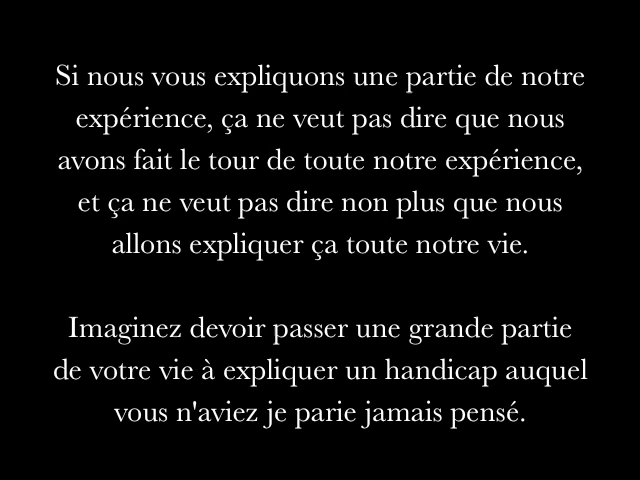 Si nous vous expliquons une partie de notre
expérience, ça ne veut pas dire que nous
avons fait le tour de toute notre expérience,
et ça ne veut pas dire non plus que nous
allons expliquer ça toute notre vie.
Imaginez devoir passer une grande partie
de votre vie à expliquer un handicap auquel
vous n'aviez je parie jamais pensé.